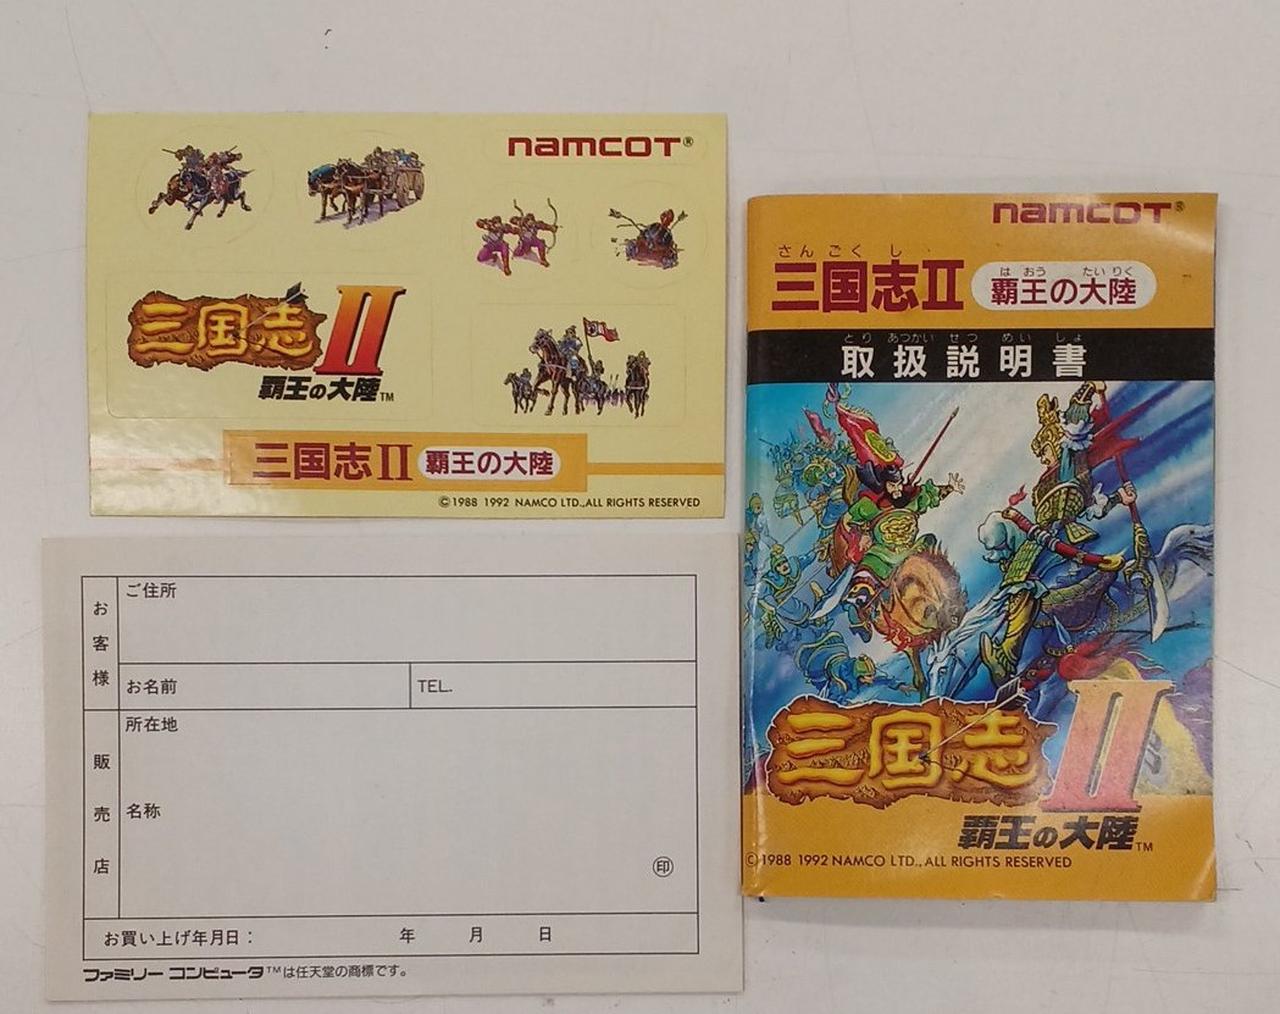 namcot®
三国志II
覇王の大陸™
三国志II 覇王の大陸
©1988 1992 NAMCO LTD.,ALL RIGHTS RESERVED
namcot®
さんごくし
三国志II
はおう たいりく
覇王の大陸
とりあつかいせつめいしょ
取扱説明書
三国志II
覇王の大陸™
©1988 1992 NAMCO LTD., ALL RIGHTS RESERVED
お客様
ご住所
お名前
TEL.
販売店
所在地
名称
㊞
お買い上げ年月日： 年 月 日
ファミリーコンピュータ™は任天堂の商標です。